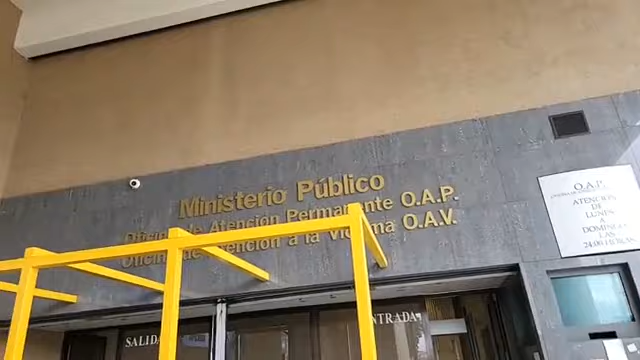 Ministerio Público
Oficina de Atención Permanente O.A.P.
Oficina de Atención a la Víctima O.A.V.
O.A.P.
ATENCIÓN
DE
LUNES
A
DOMINGO
LAS
24:00 HORAS
SALIDA
ENTRADA